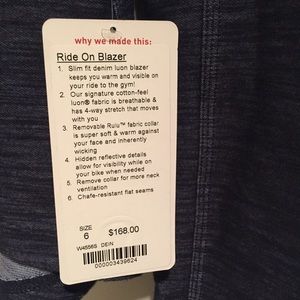 why we made this:
Ride On Blazer
1. Slim fit denim luon blazer
keeps you warm and visible on
your ride to the gym!
2. Our signature cotton-feel
luon® fabric is breathable &
has 4-way stretch that moves
with you
3. Removable Rulu™ fabric collar
is super soft & warm against
your face and inherently
wicking
4. Hidden reflective details
allow for visibility while on
your bike when needed
5. Remove collar for more neck
ventilation
6. Chafe-resistant flat seams
SIZE
6 $168.00
W4556S DEIN
000003439624